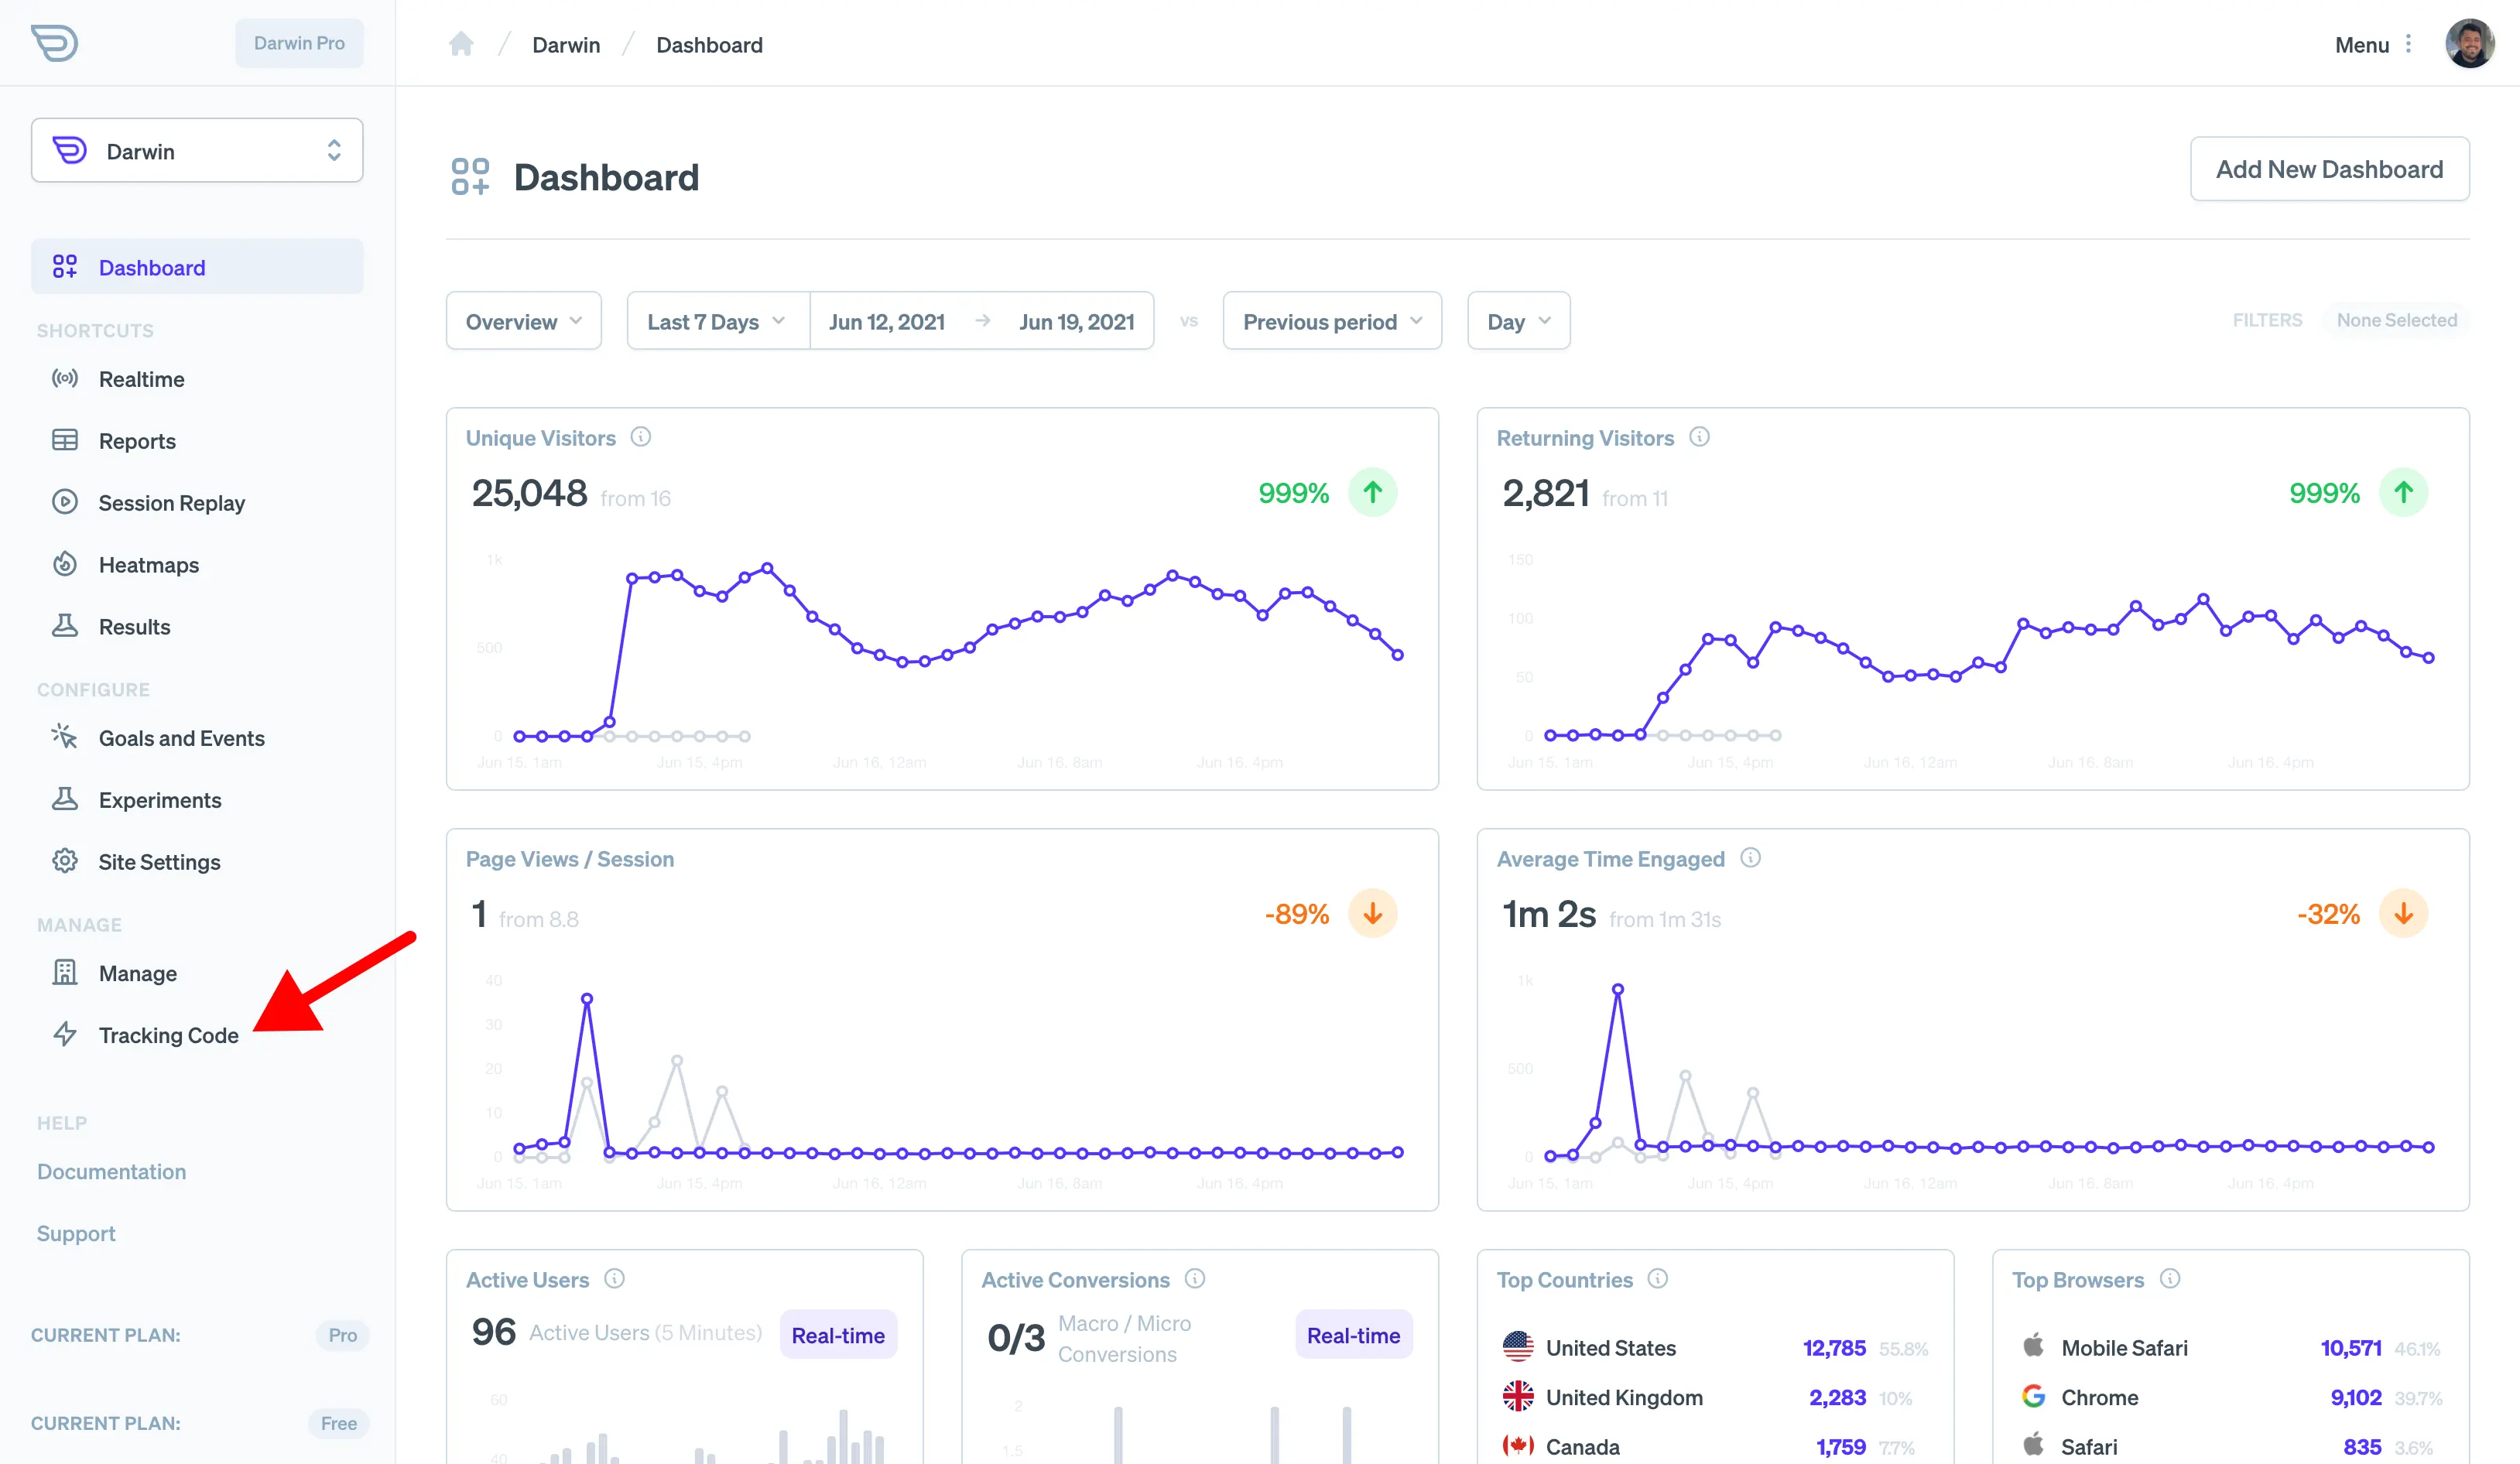 Darwin Pro
Darwin
Dashboard
SHORTCUTS
Realtime
Reports
Session Replay
Heatmaps
Results
CONFIGURE
Goals and Events
Experiments
Site Settings
MANAGE
Manage
Tracking Code
HELP
Documentation
Support
CURRENT PLAN: Pro
CURRENT PLAN: Free
/ Darwin / Dashboard
Menu
Dashboard
Add New Dashboard
Overview Last 7 Days Jun 12, 2021 → Jun 19, 2021 vs Previous period Day FILTERS None Selected
Unique Visitors
25,048 from 16 999%
1k
500
0
Jun 15, 1am Jun 15, 4pm Jun 16, 12am Jun 16, 8am Jun 16, 4pm
Returning Visitors
2,821 from 11 999%
150
100
50
0
Jun 15, 1am Jun 15, 4pm Jun 16, 12am Jun 16, 8am Jun 16, 4pm
Page Views / Session
1 from 8.8 -89%
40
30
20
10
0
Jun 15, 1am Jun 15, 4pm Jun 16, 12am Jun 16, 8am Jun 16, 4pm
Average Time Engaged
1m 2s from 1m 31s -32%
1k
500
0
Jun 15, 1am Jun 15, 4pm Jun 16, 12am Jun 16, 8am Jun 16, 4pm
Active Users
96 Active Users (5 Minutes) Real-time
60
40
Active Conversions
0/3 Macro / Micro
Conversions
Real-time
2
1.5
Top Countries
United States 12,785 55.8%
United Kingdom 2,283 10%
Canada 1,759 7.7%
Top Browsers
Mobile Safari 10,571 46.1%
Chrome 9,102 39.7%
Safari 835 3.6%